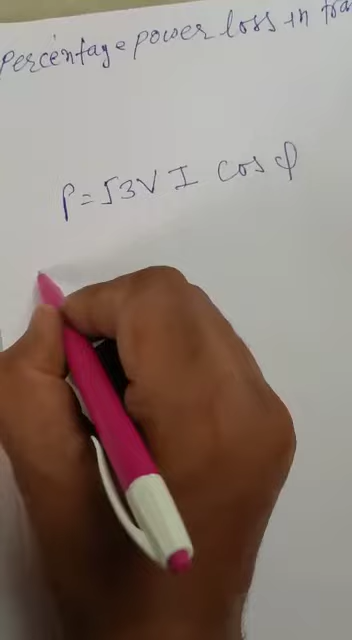 Percentage power loss in
P = √3 V I Cos φ